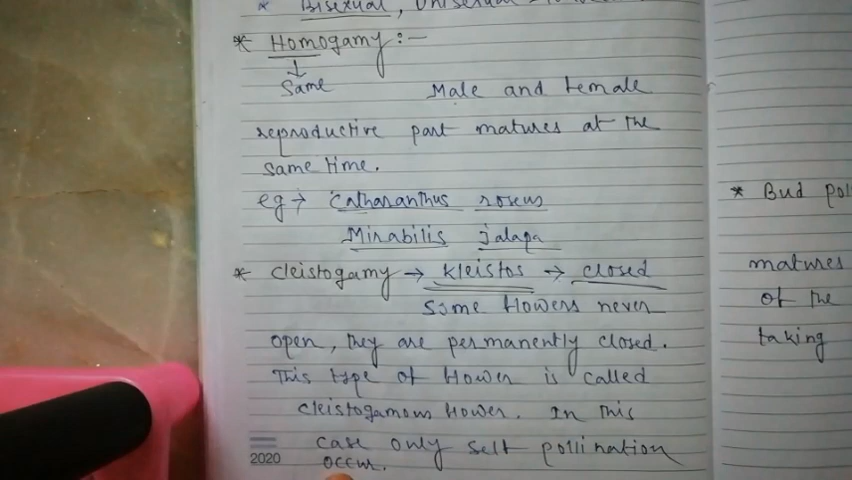 * Bisexual, Unisexual
* Homogamy :-
↓
Same Male and female
reproductive part matures at the
same time.
eg → Catharanthus roseus
Mirabilis jalapa
* Cleistogamy → Kleistos → closed
Some flowers never
open, they are permanently closed.
This type of flower is called
cleistogamous flower. In this
case only self pollination
occur.
2020
* Bud
matures
of the
taking